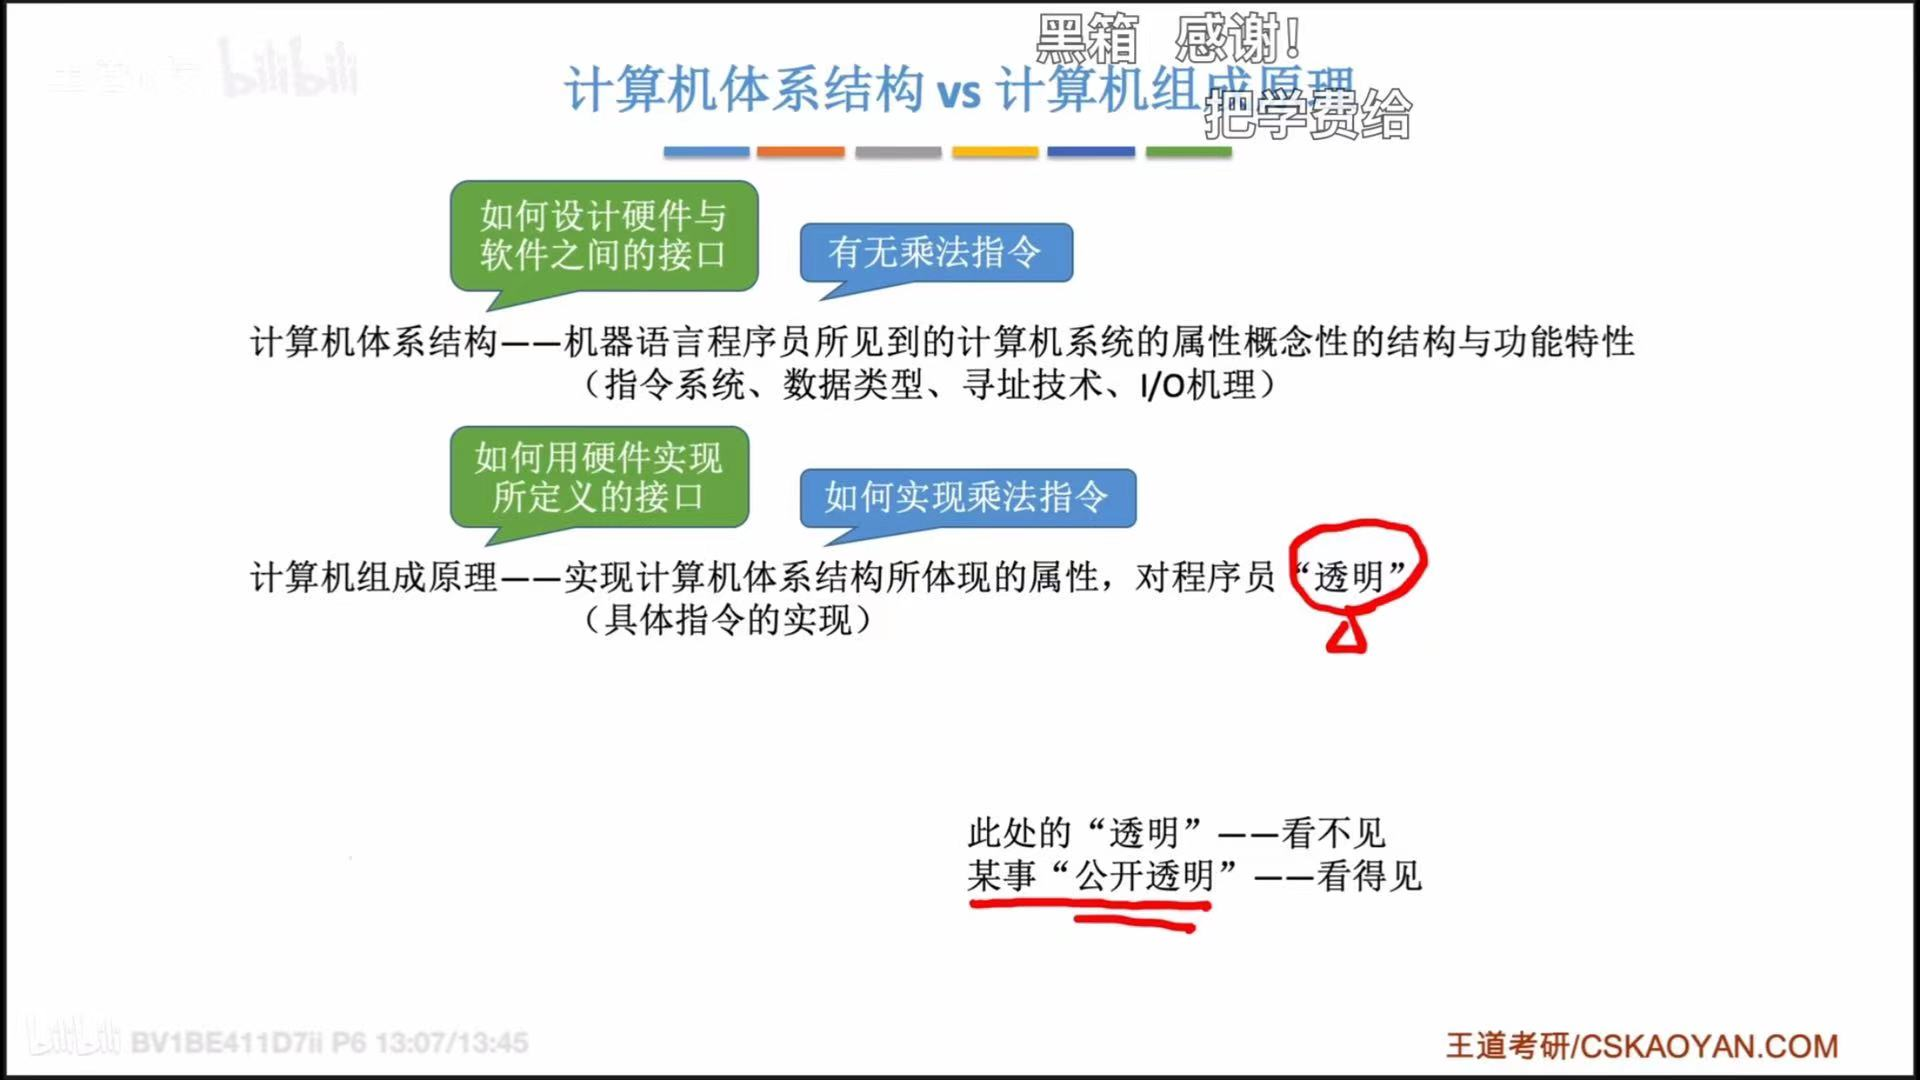 黑箱 感谢!
bilibili
计算机体系结构 vs 计算机组成原理
把学费给
如何设计硬件与
软件之间的接口
有无乘法指令
计算机体系结构——机器语言程序员所见到的计算机系统的属性概念性的结构与功能特性
（指令系统、数据类型、寻址技术、I/O机理）
如何用硬件实现
所定义的接口
如何实现乘法指令
计算机组成原理——实现计算机体系结构所体现的属性，对程序员“透明”
（具体指令的实现）
此处的“透明”——看不见
某事“公开透明”——看得见
bilibili BV1BE411D7ii P6 13:07/13:45
王道考研/CSKAOYAN.COM